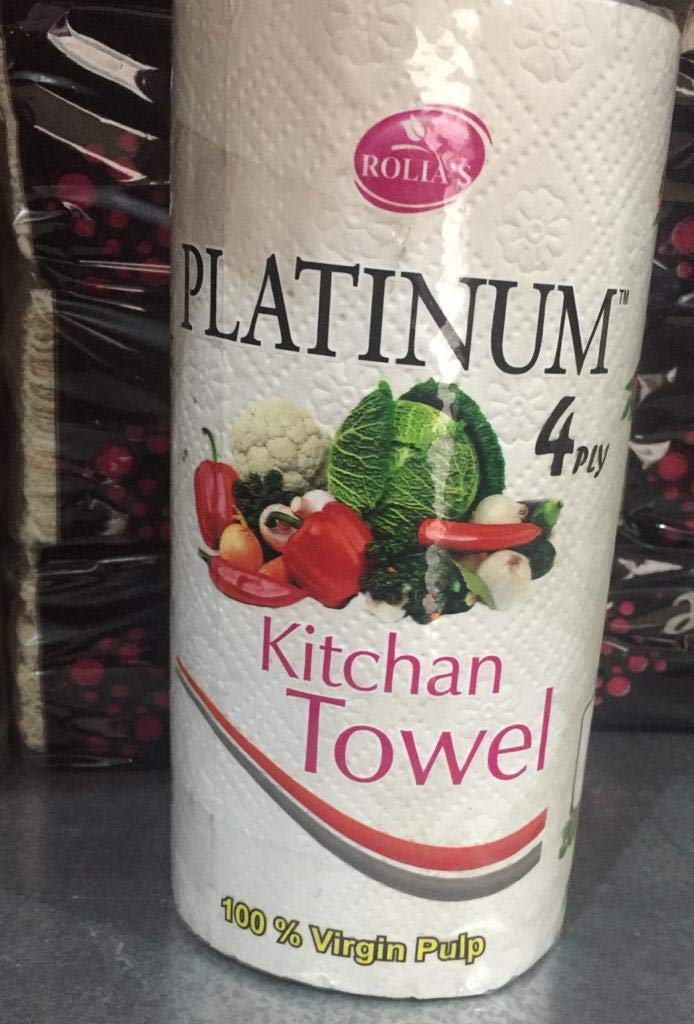 ROLIA'S
PLATINUM™
4 PLY
Kitchan
Towel
100 % Virgin Pulp